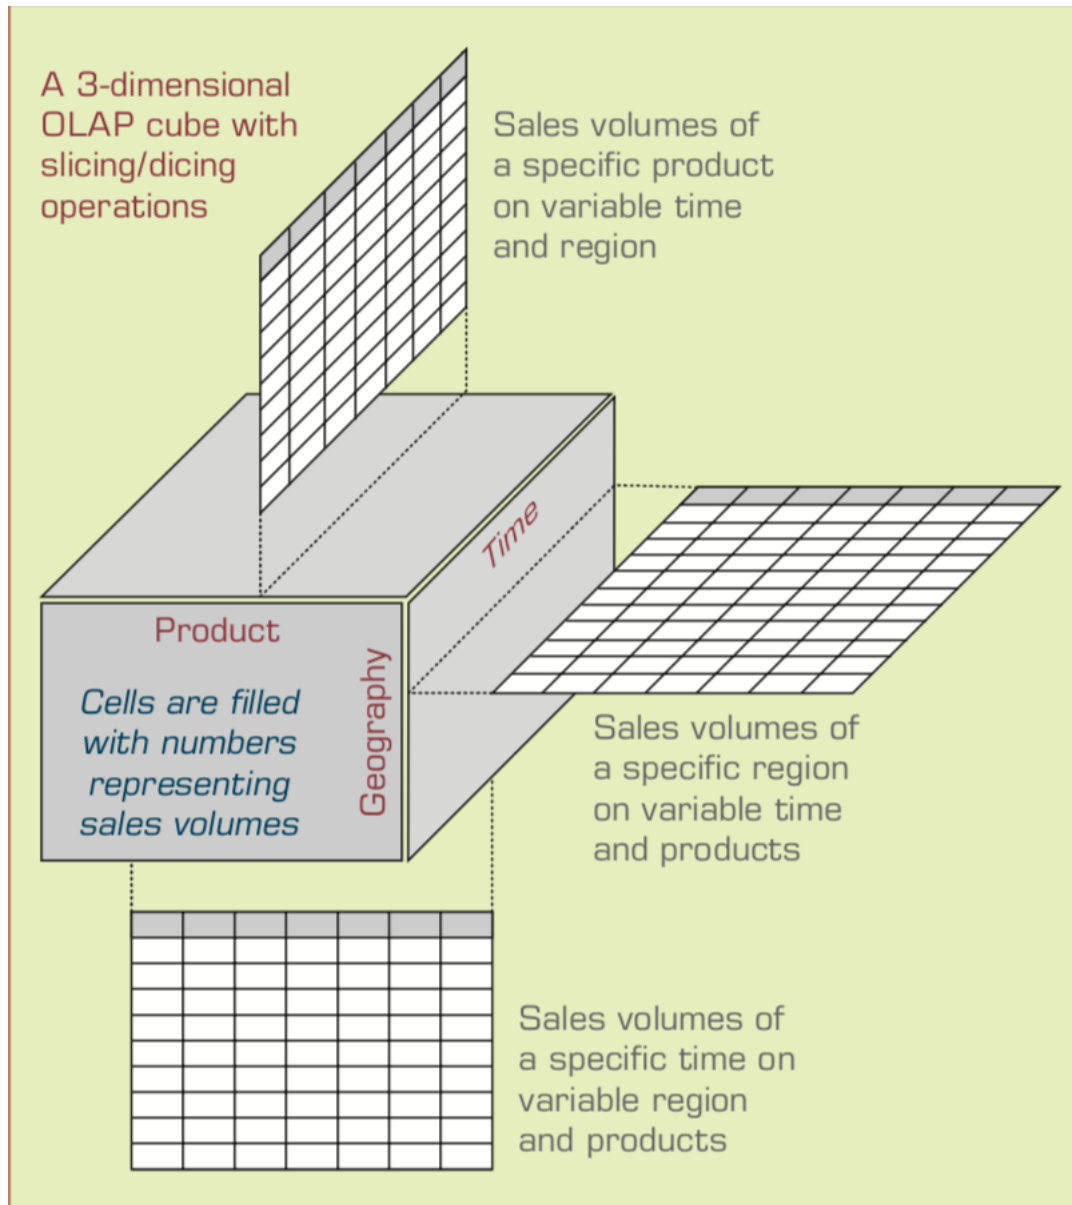 A 3-dimensional
OLAP cube with
slicing/dicing
operations
Sales volumes of
a specific product
on variable time
and region
Time
Product
Geography
Cells are filled
with numbers
representing
sales volumes
Sales volumes of
a specific region
on variable time
and products
Sales volumes of
a specific time on
variable region
and products